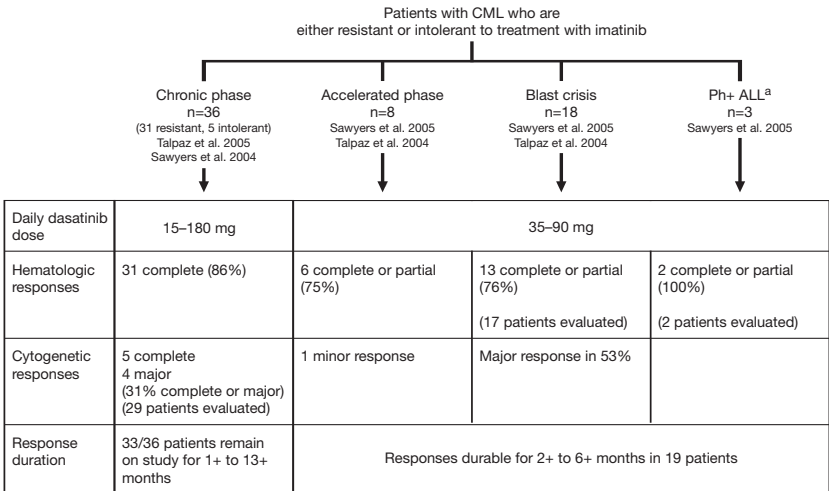 Patients with CML who are
either resistant or intolerant to treatment with imatinib
Chronic phase
n=36
(31 resistant, 5 intolerant)
Talpaz et al. 2005
Sawyers et al. 2004
Accelerated phase
n=8
Sawyers et al. 2005
Talpaz et al. 2004
Blast crisis
n=18
Sawyers et al. 2005
Talpaz et al. 2004
Ph+ ALLa
n=3
Sawyers et al. 2005
Daily dasatinib
dose
15–180 mg
35–90 mg
Hematologic
responses
31 complete (86%)
6 complete or partial
(75%)
13 complete or partial
(76%)
(17 patients evaluated)
2 complete or partial
(100%)
(2 patients evaluated)
Cytogenetic
responses
5 complete
4 major
(31% complete or major)
(29 patients evaluated)
1 minor response
Major response in 53%
Response
duration
33/36 patients remain
on study for 1+ to 13+
months
Responses durable for 2+ to 6+ months in 19 patients